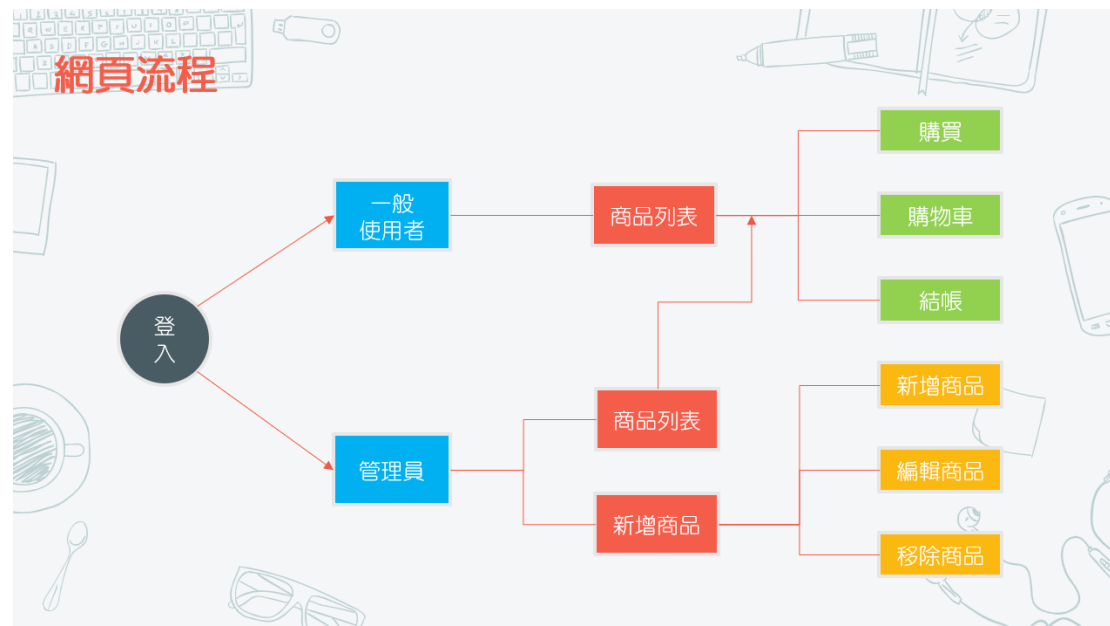 網頁流程
購買
一般
使用者
商品列表
購物車
結帳
登
入
商品列表
新增商品
管理員
編輯商品
新增商品
移除商品